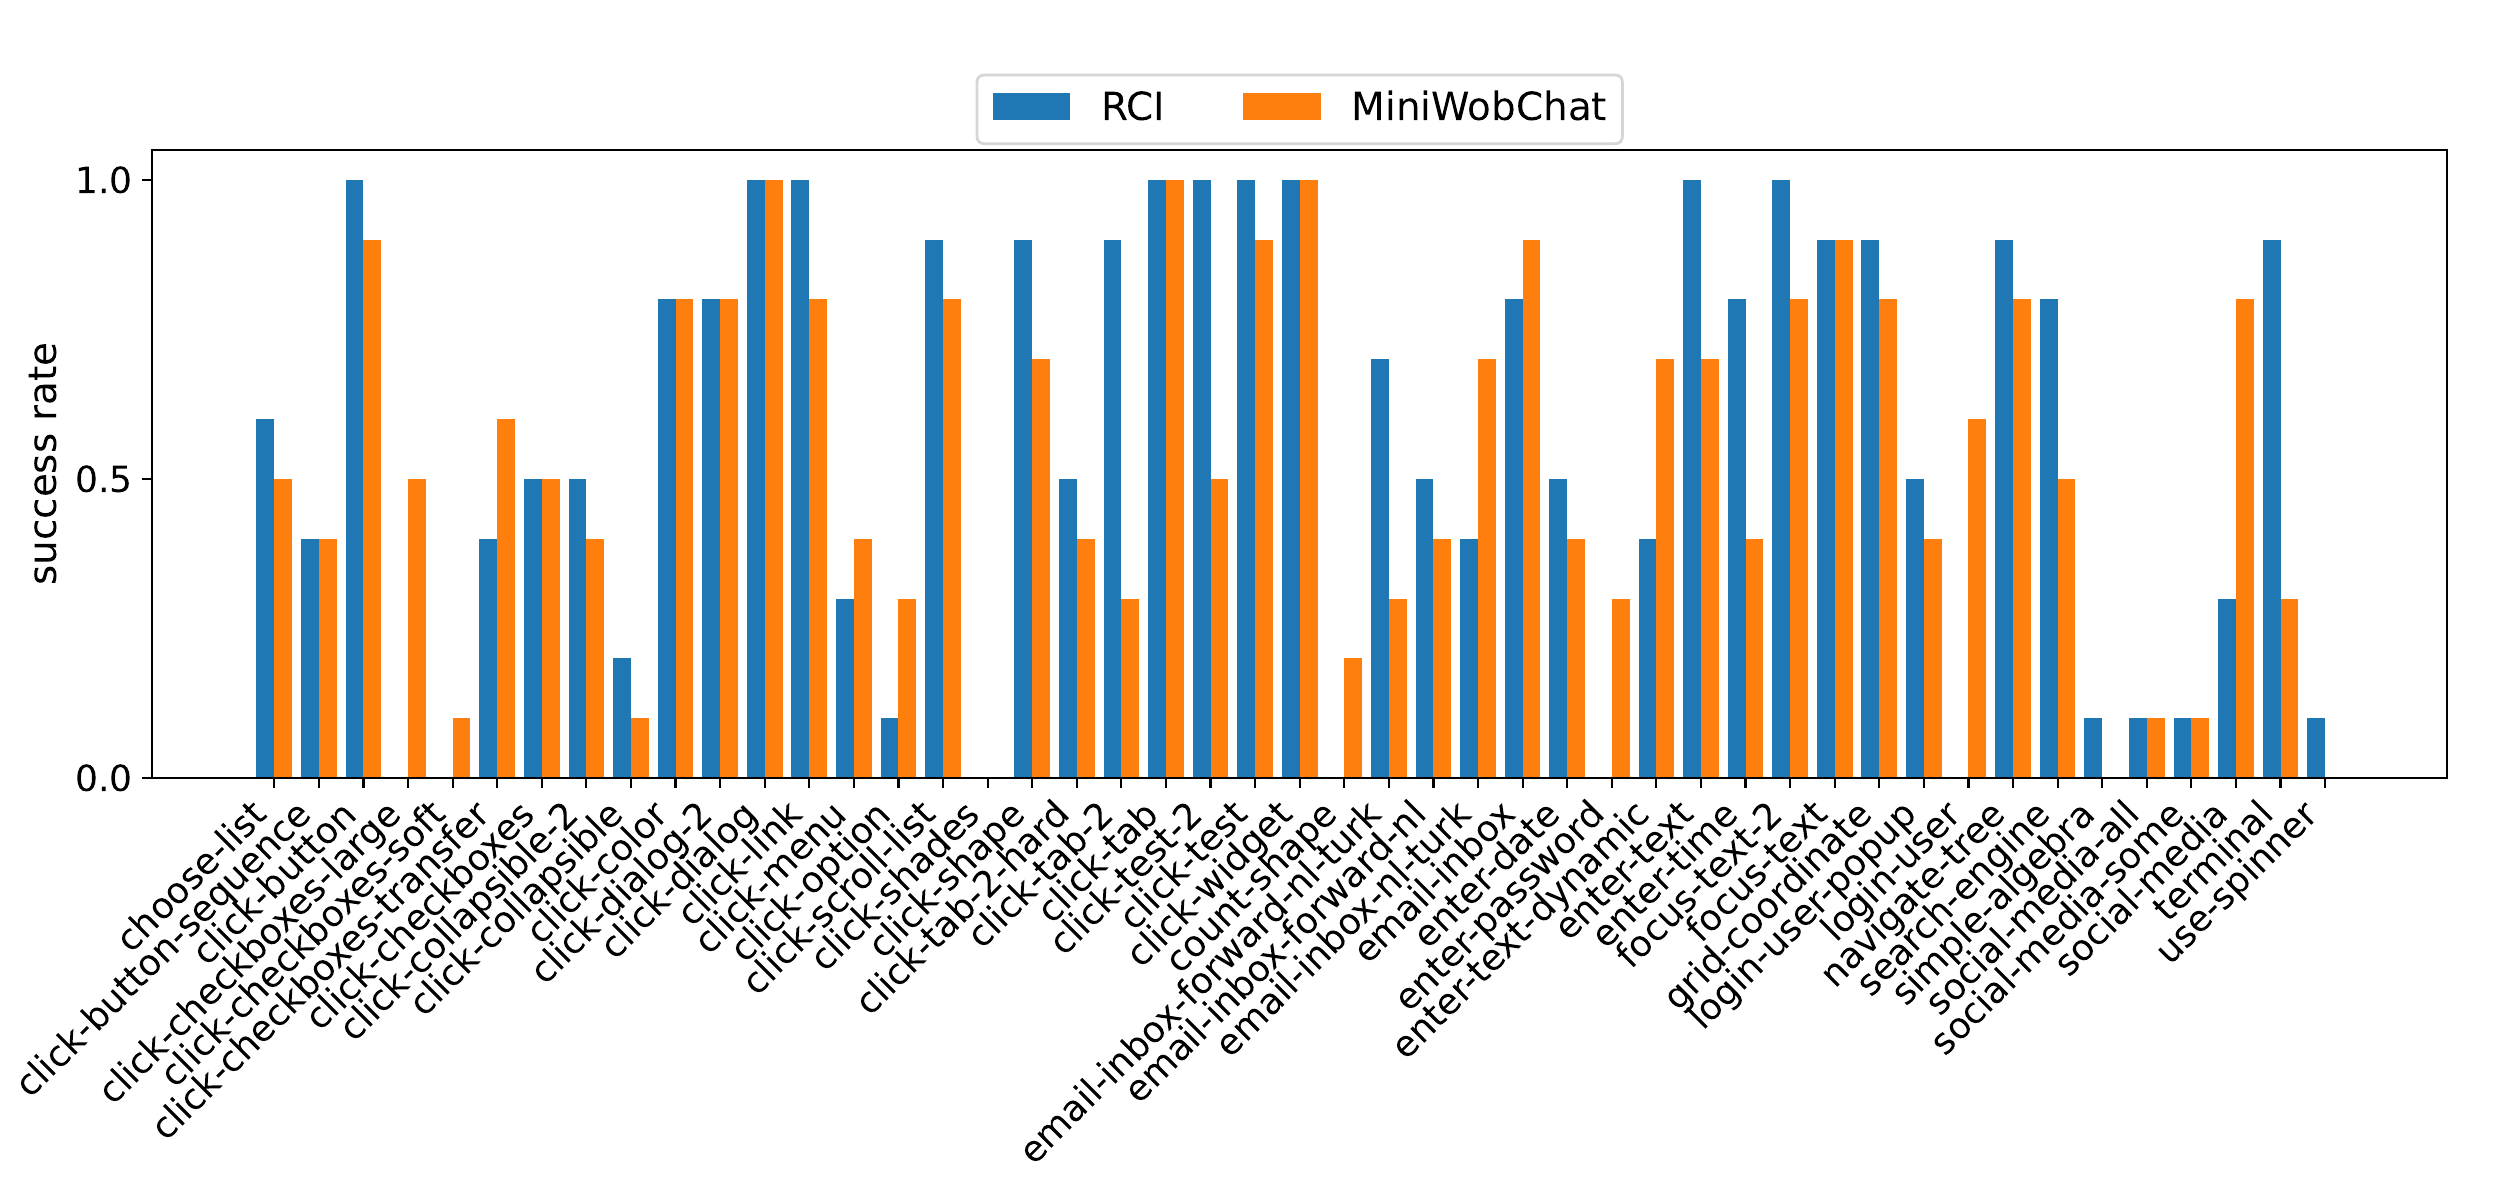 RCI MiniWobChat
success rate
1.0
0.5
0.0
choose-list
click-button-sequence
click-button
click-checkboxes-large
click-checkboxes-soft
click-checkboxes-transfer
click-checkboxes
click-collapsible-2
click-collapsible
click-color
click-dialog-2
click-dialog
click-link
click-menu
click-option
click-scroll-list
click-shades
click-shape
click-tab-2-hard
click-tab-2
click-tab
click-test-2
click-test
click-widget
count-shape
email-inbox-forward-nl-turk
email-inbox-forward-nl
email-inbox-nl-turk
email-inbox
enter-date
enter-password
enter-text-dynamic
enter-text
enter-time
focus-text-2
focus-text
grid-coordinate
login-user-popup
login-user
navigate-tree
search-engine
simple-algebra
social-media-all
social-media-some
social-media
terminal
use-spinner